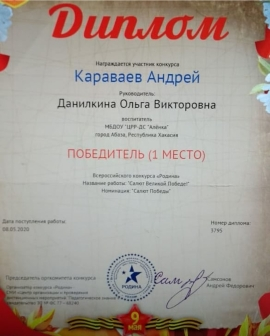 Диплом
Награждается участник конкурса
Караваев Андрей
Руководитель:
Данилкина Ольга Викторовна
воспитатель
МБДОУ "ЦРР-ДС "Алёнка"
город Абаза, Республика Хакасия
ПОБЕДИТЕЛЬ (1 МЕСТО)
Всероссийского конкурса «Родина»
Название работы: "Салют Великой Победе!"
Номинация: "Салют Победы"
Дата поступления работы: Номер диплома:
08.05.2020 3795
Председатель оргкомитета конкурса
Самсонов
Андрей Федорович
РОДИНА
9
МАЯ